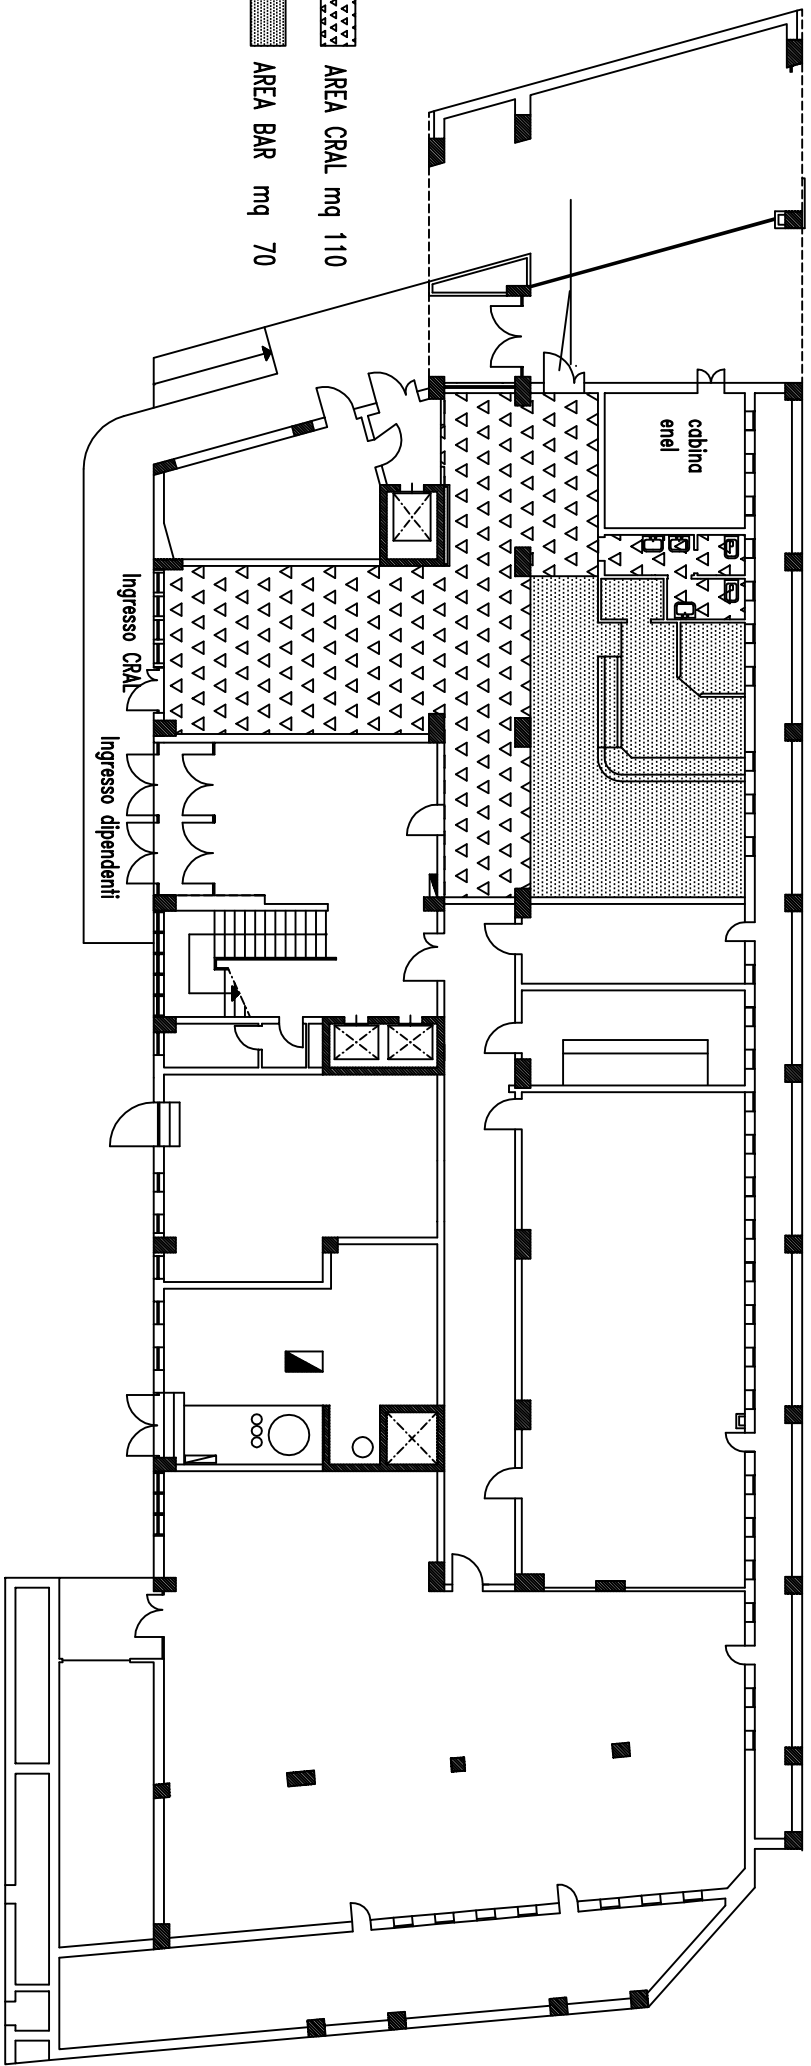 AREA CRAL mq 110
AREA BAR mq 70
cabina
enel
Ingresso CRAL
Ingresso dipendenti